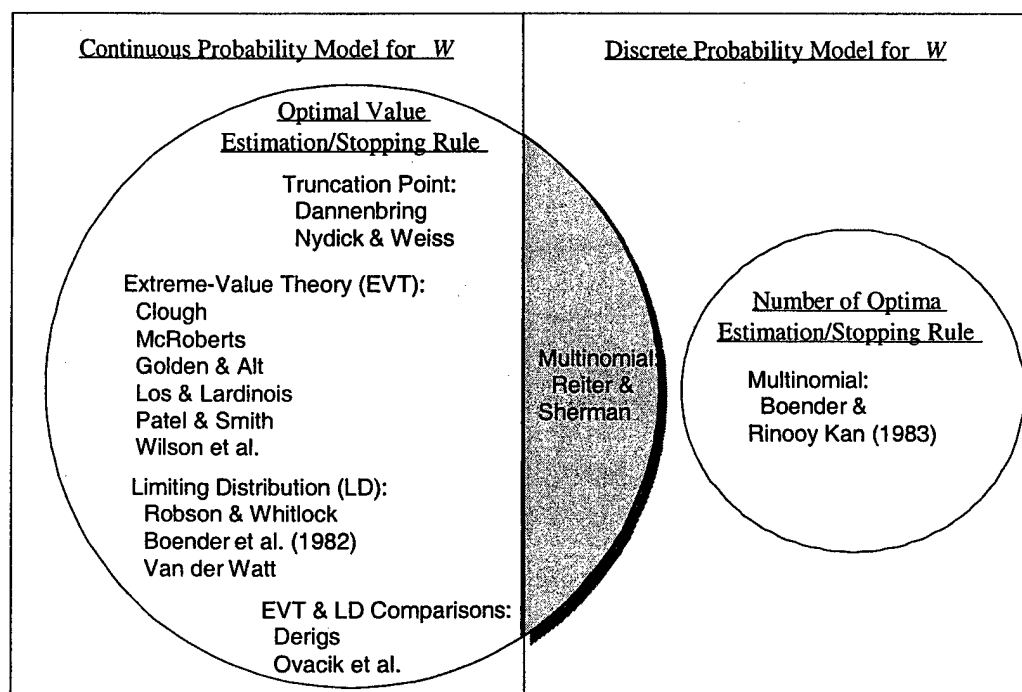 Continuous Probability Model for W
Discrete Probability Model for W
Optimal Value
Estimation/Stopping Rule
Truncation Point:
Dannenbring
Nydick & Weiss
Extreme-Value Theory (EVT):
Clough
McRoberts
Golden & Alt
Los & Lardinois
Patel & Smith
Wilson et al.
Limiting Distribution (LD):
Robson & Whitlock
Boender et al. (1982)
Van der Watt
EVT & LD Comparisons:
Derigs
Ovacik et al.
Multinomial:
Reiter &
Sherman
Number of Optima
Estimation/Stopping Rule
Multinomial:
Boender &
Rinooy Kan (1983)